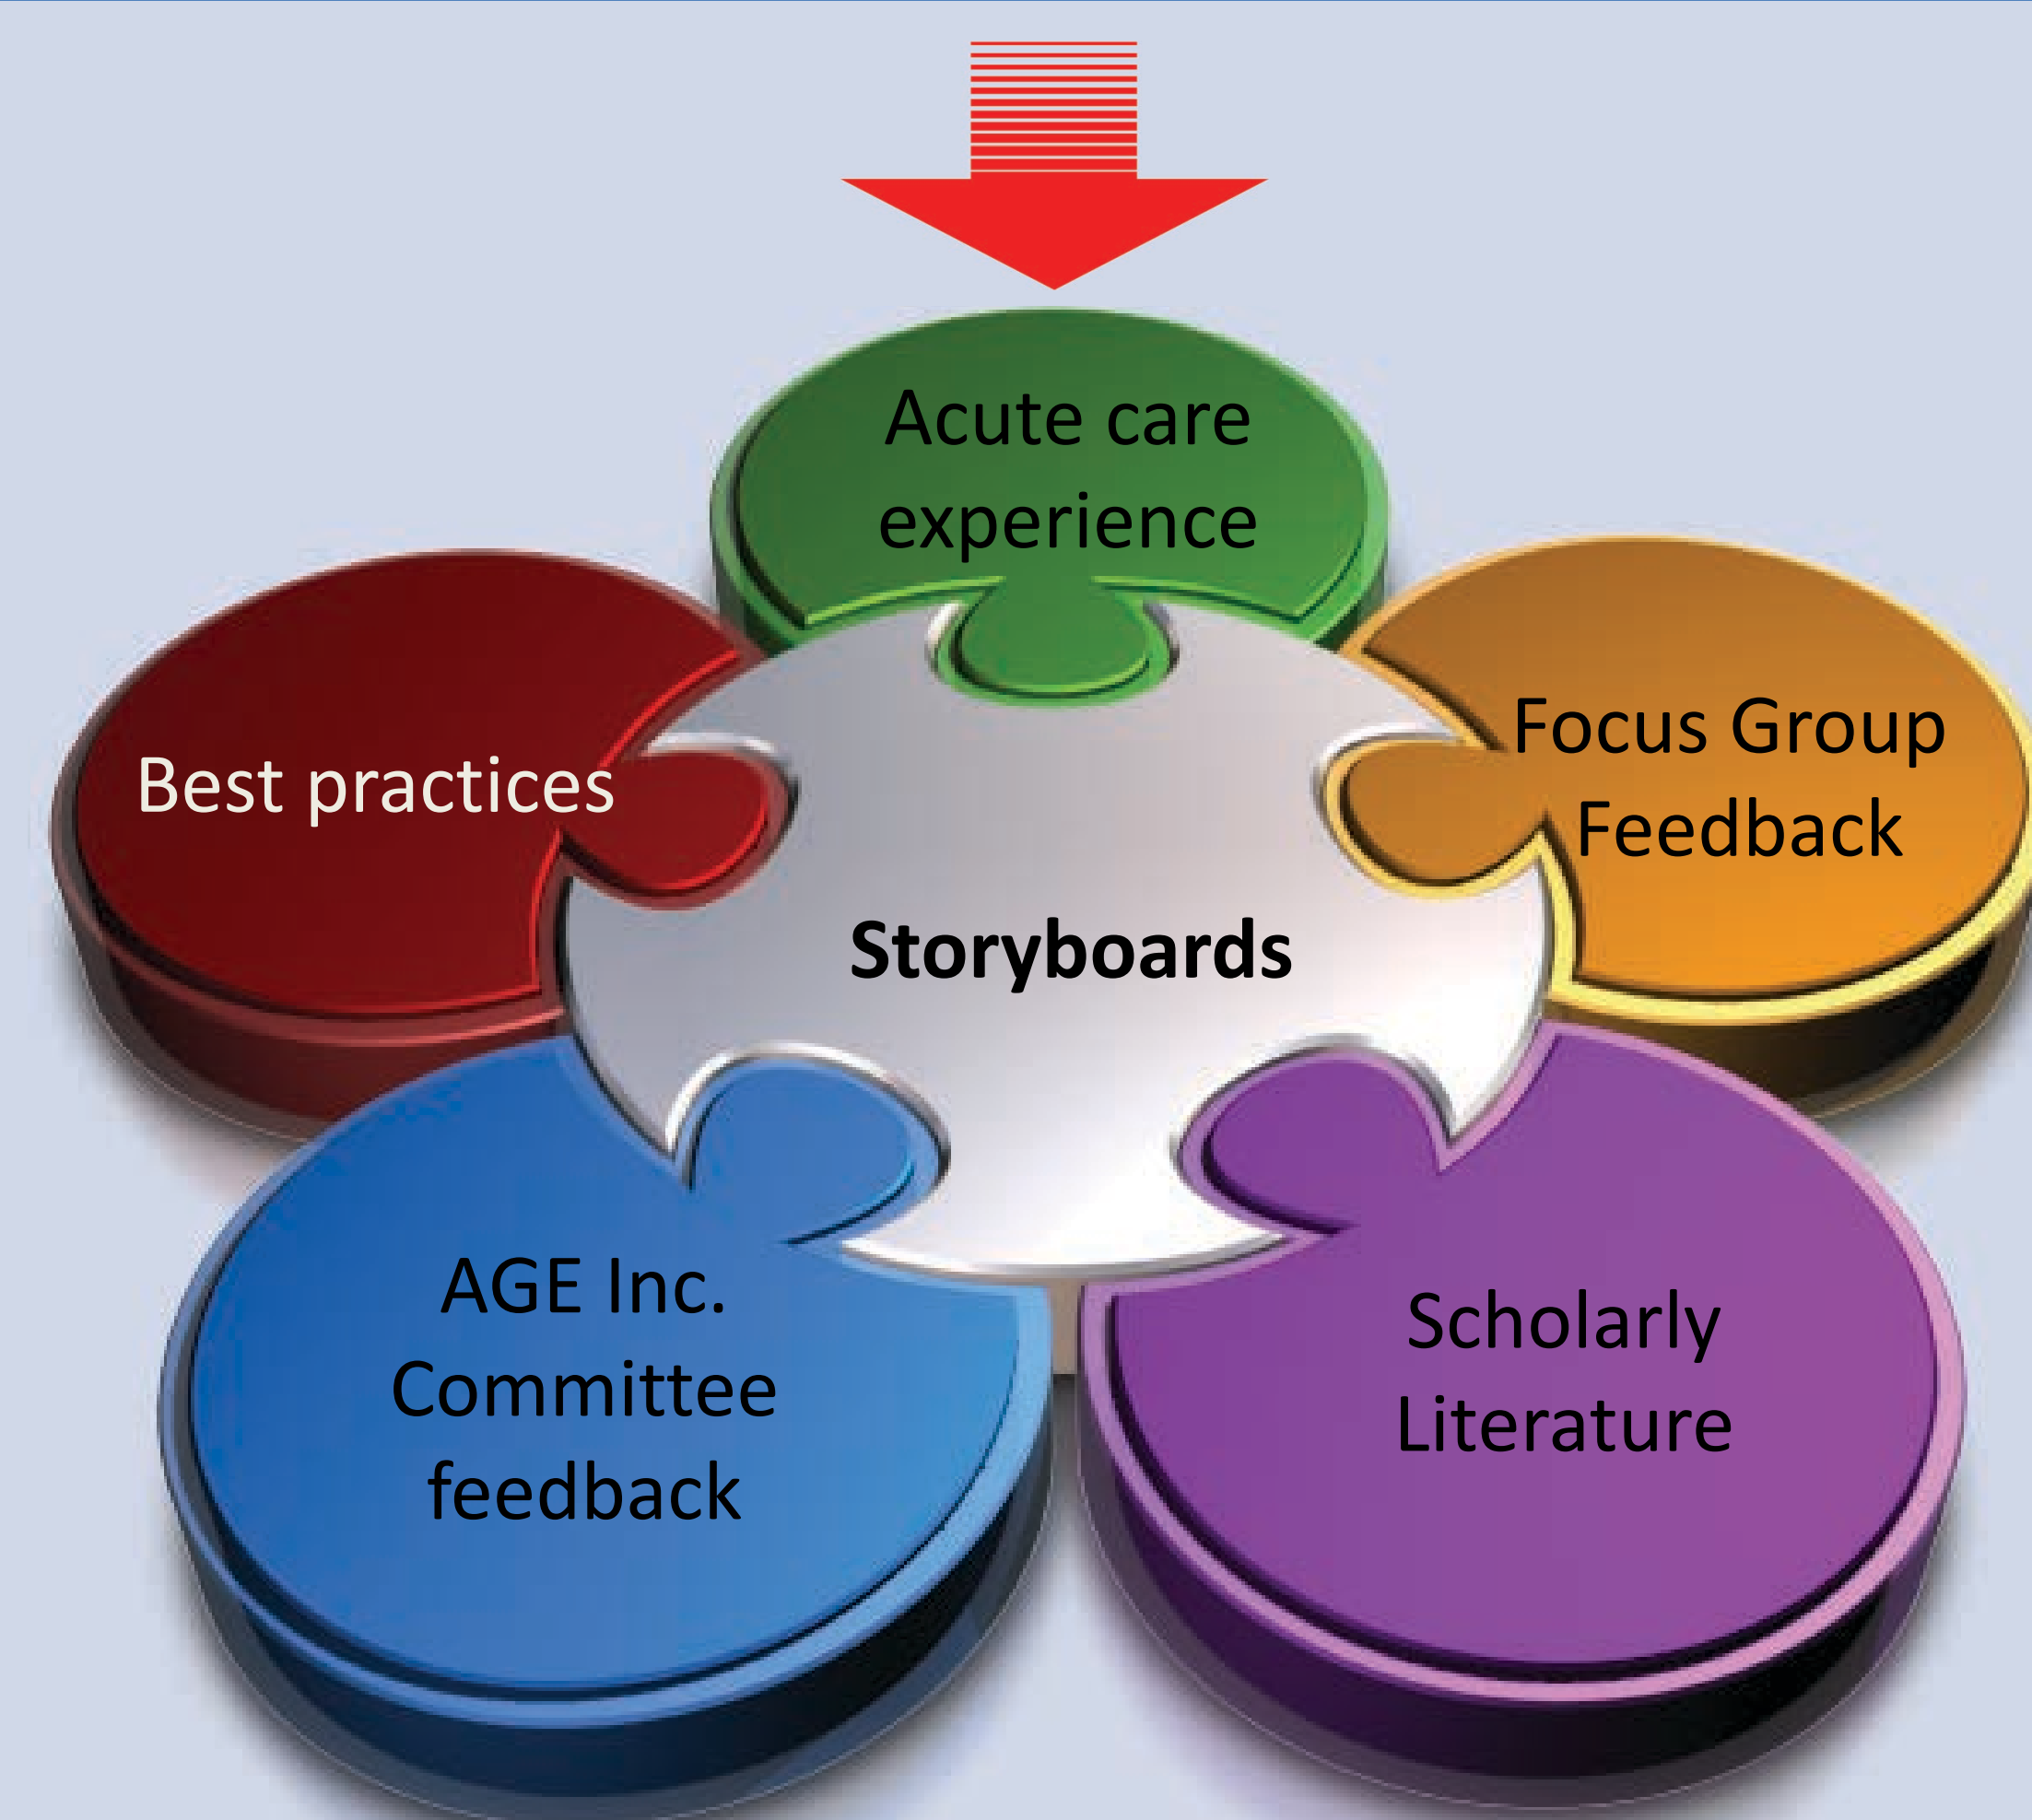 Acute care
experience
Best practices
Focus Group
Feedback
Storyboards
AGE Inc.
Committee
feedback
Scholarly
Literature